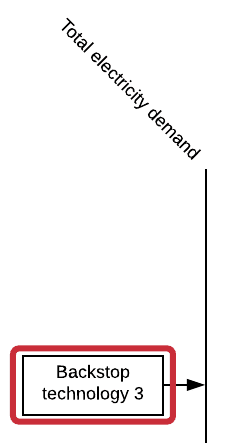 Total electricity demand
Backstop
technology 3